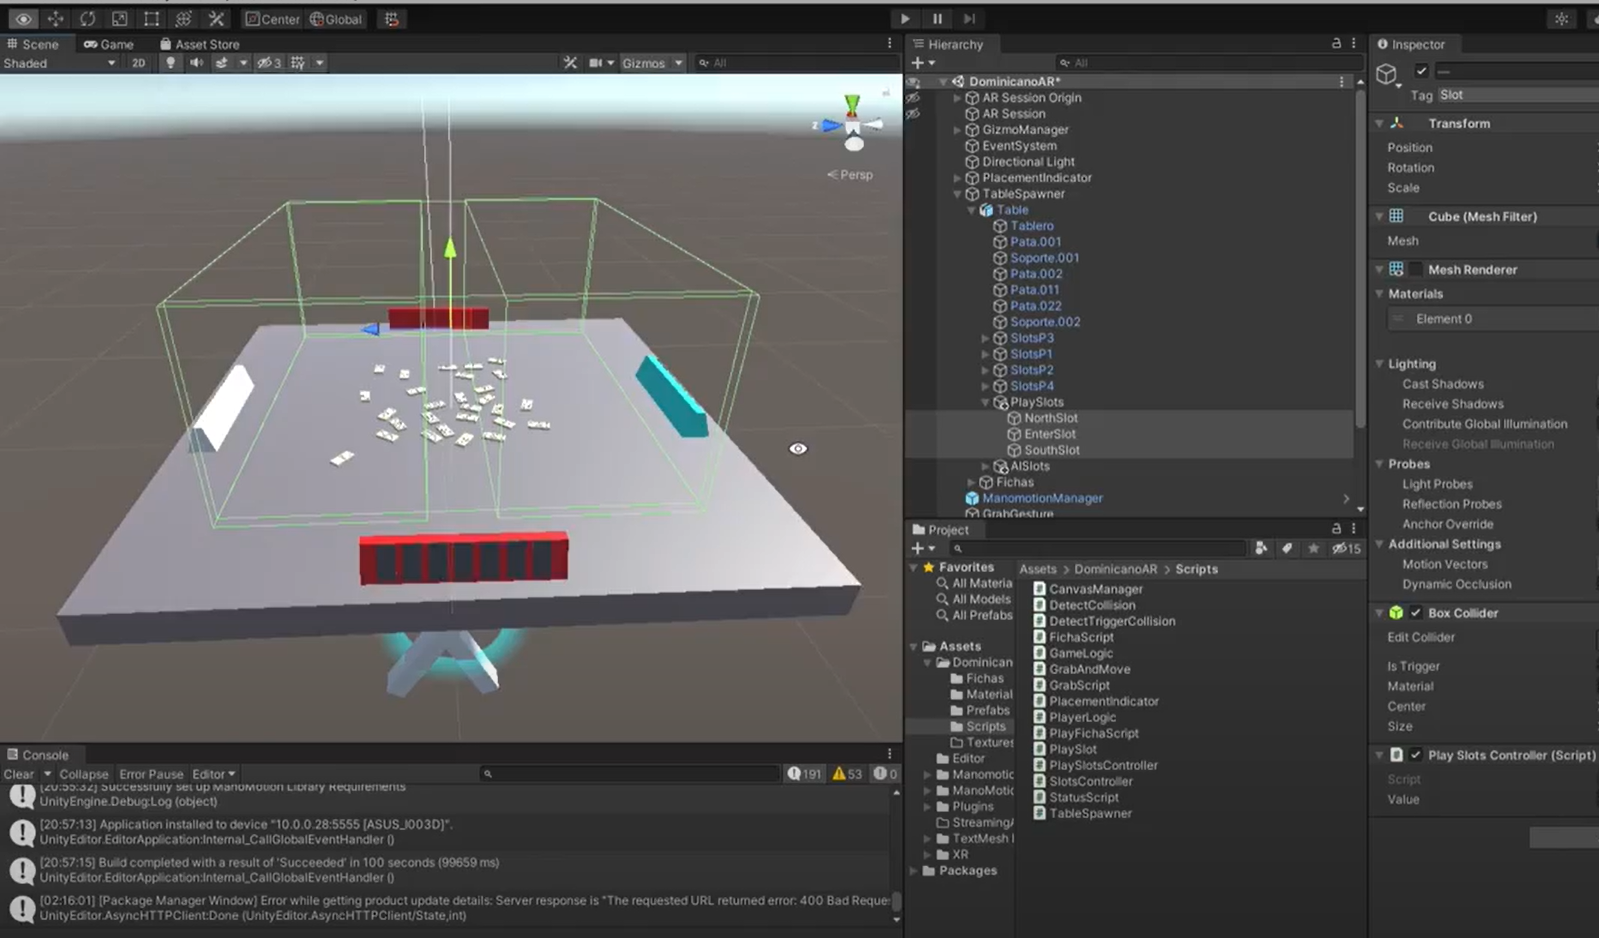 Center Global
Scene Game Asset Store
Shaded 2D 3 Gizmos All
z
Persp
Console
Clear Collapse Error Pause Editor 191 53 0
[20:55:32] Successfully set up ManoMotion Library Requirements
UnityEngine.Debug:Log (object)
[20:57:13] Application installed to device "10.0.0.28:5555 [ASUS_I003D]".
UnityEditor.EditorApplication:Internal_CallGlobalEventHandler ()
[20:57:15] Build completed with a result of 'Succeeded' in 100 seconds (99659 ms)
UnityEditor.EditorApplication:Internal_CallGlobalEventHandler ()
[02:16:01] [Package Manager Window] Error while getting product update details: Server response is "The requested URL returned error: 400 Bad Reque
UnityEditor.AsyncHTTPClient:Done (UnityEditor.AsyncHTTPClient/State,int)
Hierarchy
All
DominicanoAR*
AR Session Origin
AR Session
GizmoManager
EventSystem
Directional Light
PlacementIndicator
TableSpawner
Table
Tablero
Pata.001
Soporte.001
Pata.002
Pata.011
Pata.022
Soporte.002
SlotsP3
SlotsP1
SlotsP2
SlotsP4
PlaySlots
NorthSlot
EnterSlot
SouthSlot
AISlots
Fichas
ManomotionManager
GrabGesture
Project
15
Favorites
All Materia
All Models
All Prefabs
Assets
Dominican
Fichas
Material
Prefabs
Scripts
Textures
Editor
Manomotic
ManoMotic
Plugins
StreamingA
TextMesh
XR
Packages
Assets > DominicanoAR > Scripts
CanvasManager
DetectCollision
DetectTriggerCollision
FichaScript
GameLogic
GrabAndMove
GrabScript
PlacementIndicator
PlayerLogic
PlayFichaScript
PlaySlot
PlaySlotsController
SlotsController
StatusScript
TableSpawner
Inspector
—
Tag Slot
Transform
Position
Rotation
Scale
Cube (Mesh Filter)
Mesh
Mesh Renderer
Materials
Element 0
Lighting
Cast Shadows
Receive Shadows
Contribute Global Illumination
Receive Global Illumination
Probes
Light Probes
Reflection Probes
Anchor Override
Additional Settings
Motion Vectors
Dynamic Occlusion
Box Collider
Edit Collider
Is Trigger
Material
Center
Size
Play Slots Controller (Script)
Script
Value